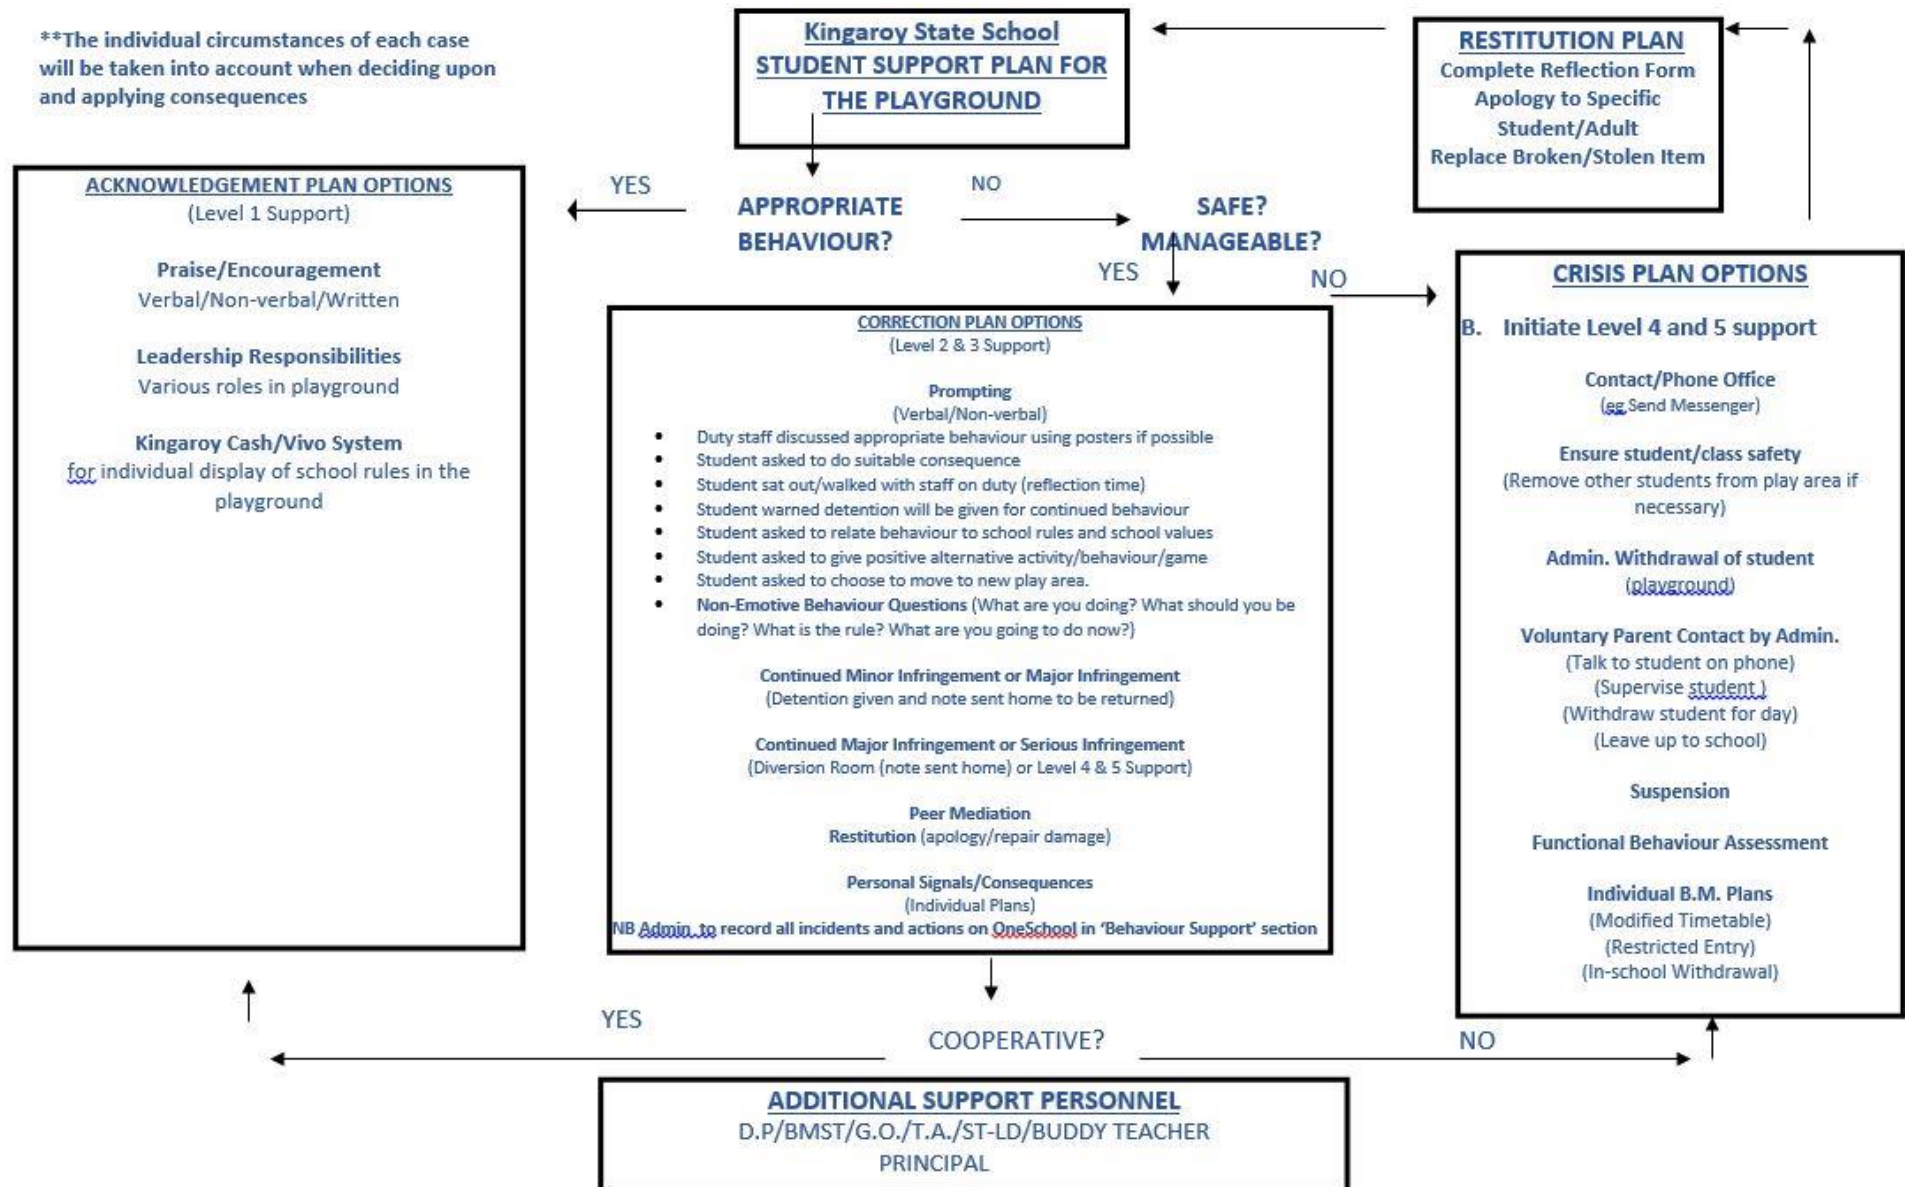 **The individual circumstances of each case
will be taken into account when deciding upon
and applying consequences
Kingaroy State School
STUDENT SUPPORT PLAN FOR
THE PLAYGROUND
RESTITUTION PLAN
Complete Reflection Form
Apology to Specific
Student/Adult
Replace Broken/Stolen Item
ACKNOWLEDGEMENT PLAN OPTIONS
(Level 1 Support)
Praise/Encouragement
Verbal/Non-verbal/Written
Leadership Responsibilities
Various roles in playground
Kingaroy Cash/Vivo System
for individual display of school rules in the
playground
YES
APPROPRIATE
BEHAVIOUR?
NO
SAFE?
MANAGEABLE?
YES
NO
CORRECTION PLAN OPTIONS
(Level 2 & 3 Support)
Prompting
(Verbal/Non-verbal)
• Duty staff discussed appropriate behaviour using posters if possible
• Student asked to do suitable consequence
• Student sat out/walked with staff on duty (reflection time)
• Student warned detention will be given for continued behaviour
• Student asked to relate behaviour to school rules and school values
• Student asked to give positive alternative activity/behaviour/game
• Student asked to choose to move to new play area.
• Non-Emotive Behaviour Questions (What are you doing? What should you be
doing? What is the rule? What are you going to do now?)
Continued Minor Infringement or Major Infringement
(Detention given and note sent home to be returned)
Continued Major Infringement or Serious Infringement
(Diversion Room (note sent home) or Level 4 & 5 Support)
Peer Mediation
Restitution (apology/repair damage)
Personal Signals/Consequences
(Individual Plans)
NB Admin to record all incidents and actions on OneSchool in ‘Behaviour Support’ section
CRISIS PLAN OPTIONS
B. Initiate Level 4 and 5 support
Contact/Phone Office
(eg Send Messenger)
Ensure student/class safety
(Remove other students from play area if
necessary)
Admin. Withdrawal of student
(playground)
Voluntary Parent Contact by Admin.
(Talk to student on phone)
(Supervise student )
(Withdraw student for day)
(Leave up to school)
Suspension
Functional Behaviour Assessment
Individual B.M. Plans
(Modified Timetable)
(Restricted Entry)
(In-school Withdrawal)
YES
COOPERATIVE?
NO
ADDITIONAL SUPPORT PERSONNEL
D.P/BMST/G.O./T.A./ST-LD/BUDDY TEACHER
PRINCIPAL